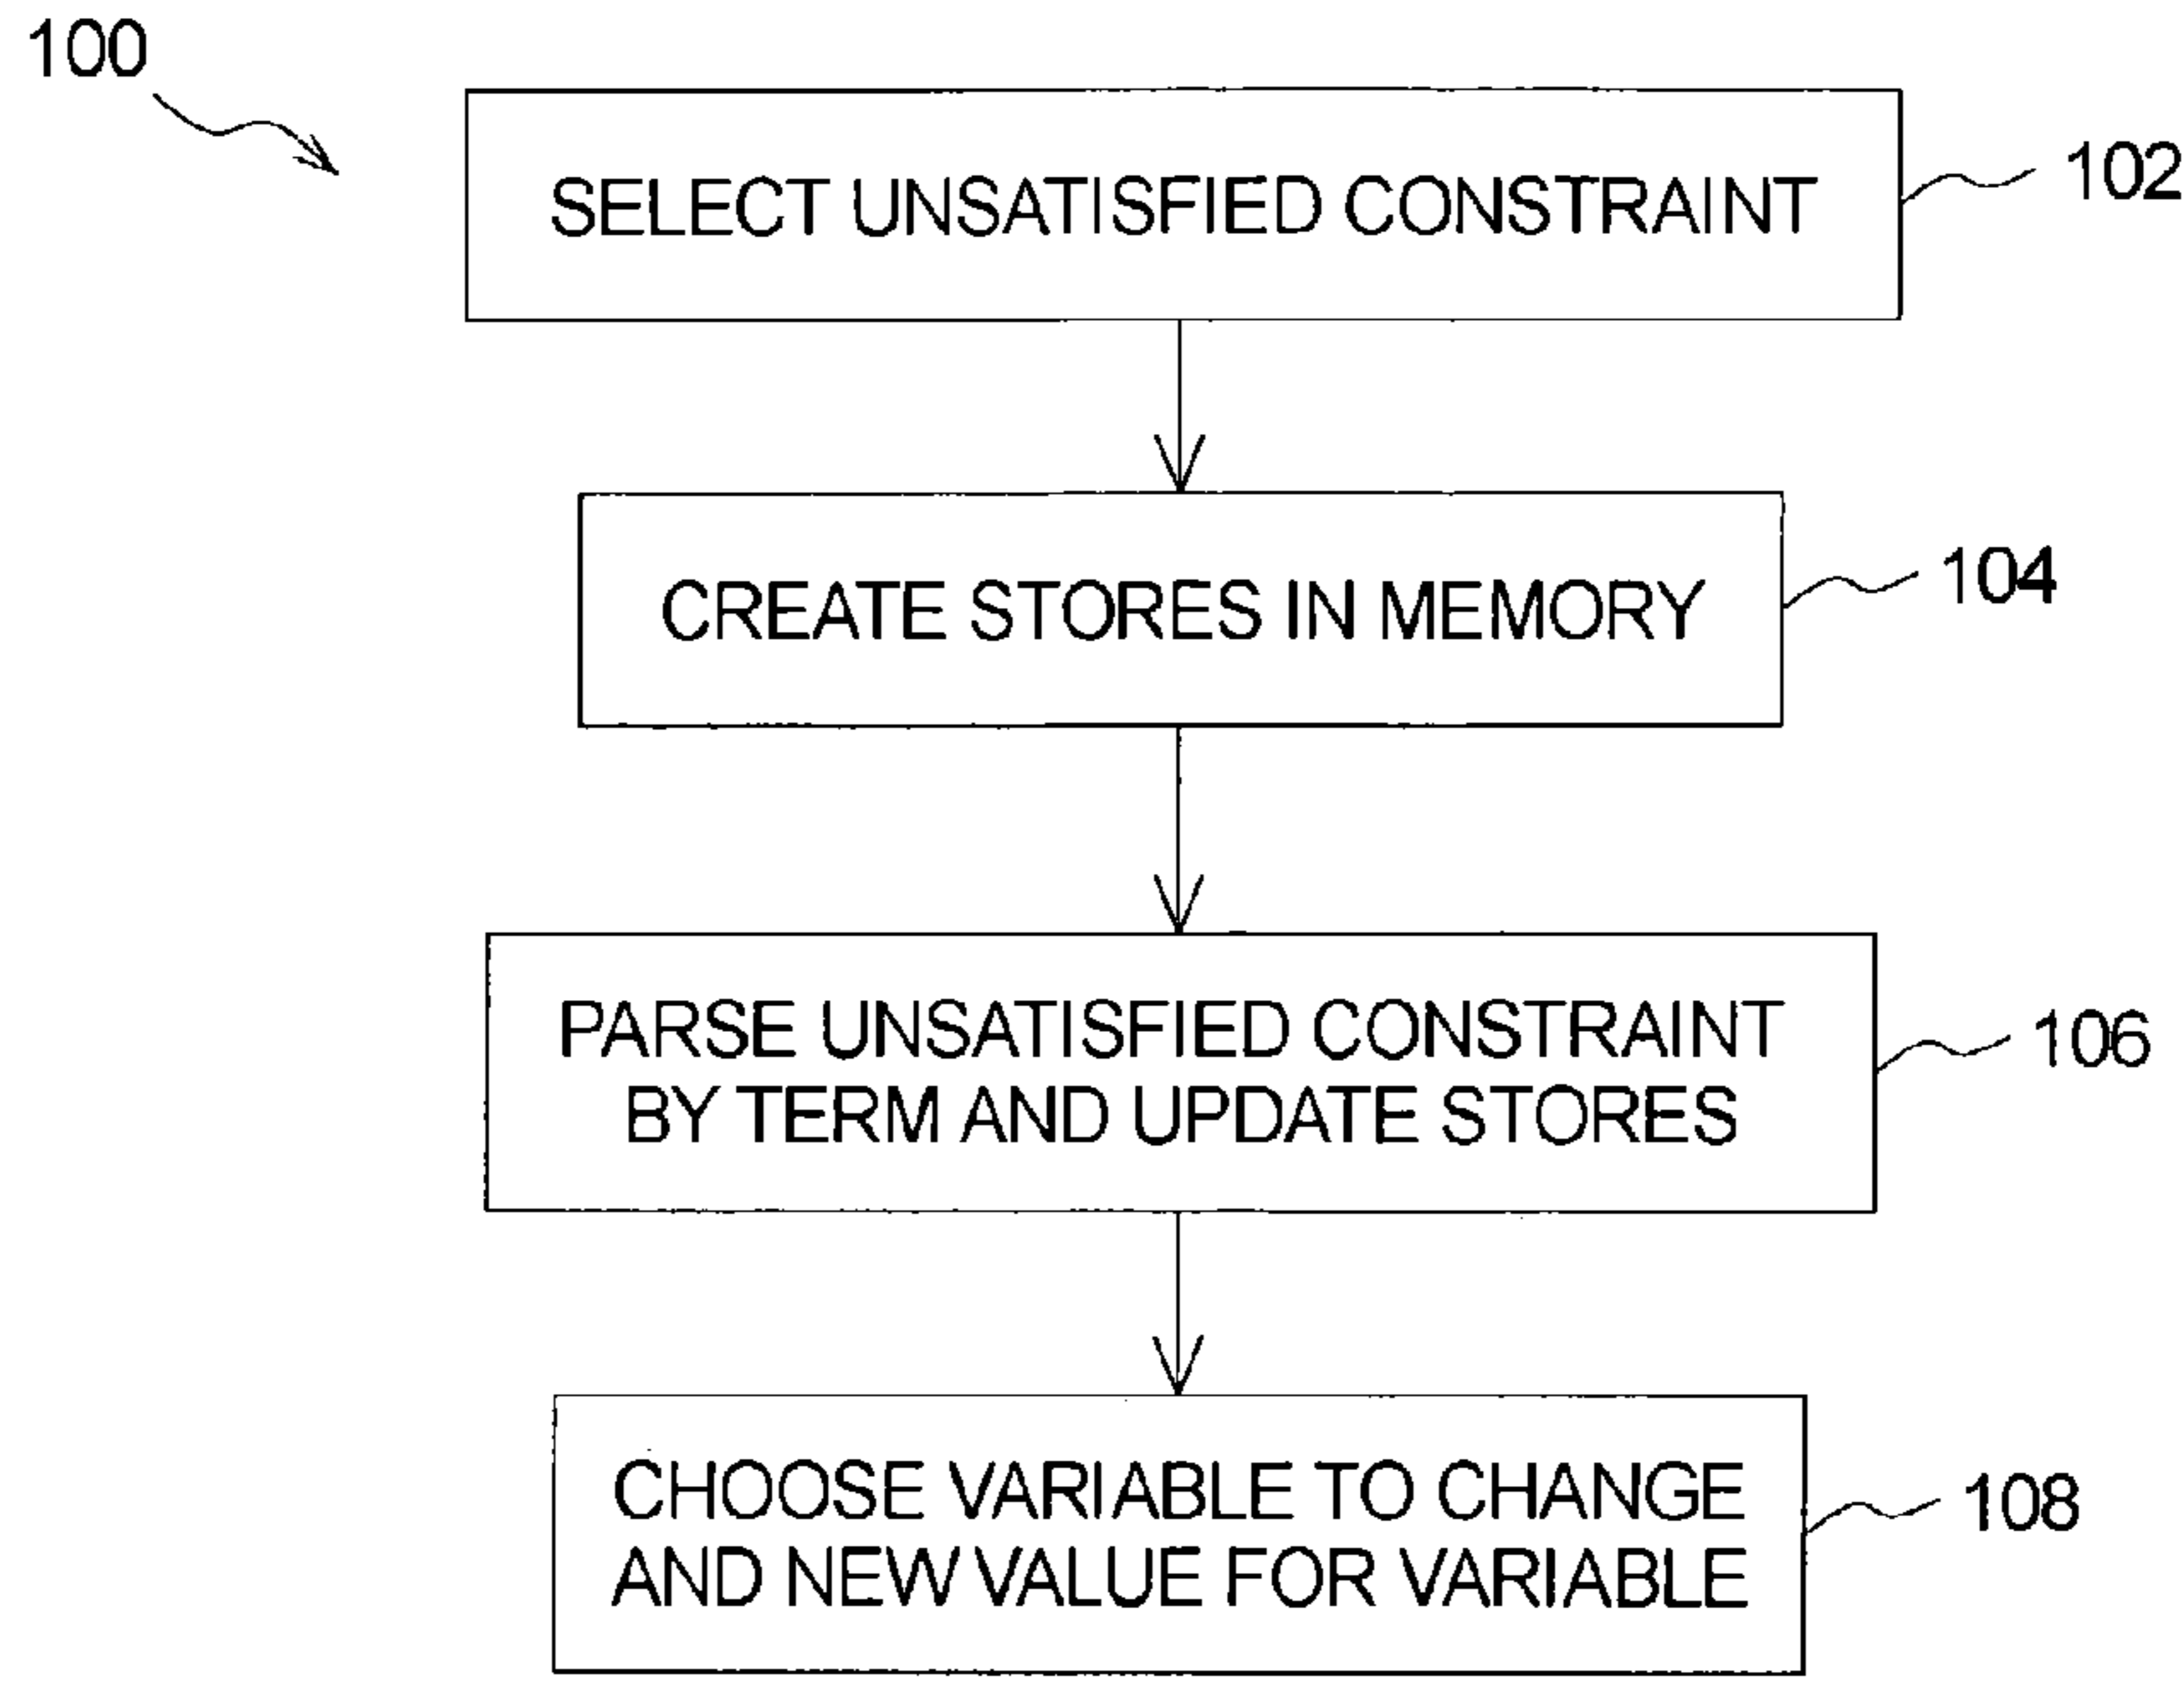 100
SELECT UNSATISFIED CONSTRAINT
102
CREATE STORES IN MEMORY
104
PARSE UNSATISFIED CONSTRAINT
BY TERM AND UPDATE STORES
106
CHOOSE VARIABLE TO CHANGE
AND NEW VALUE FOR VARIABLE
108